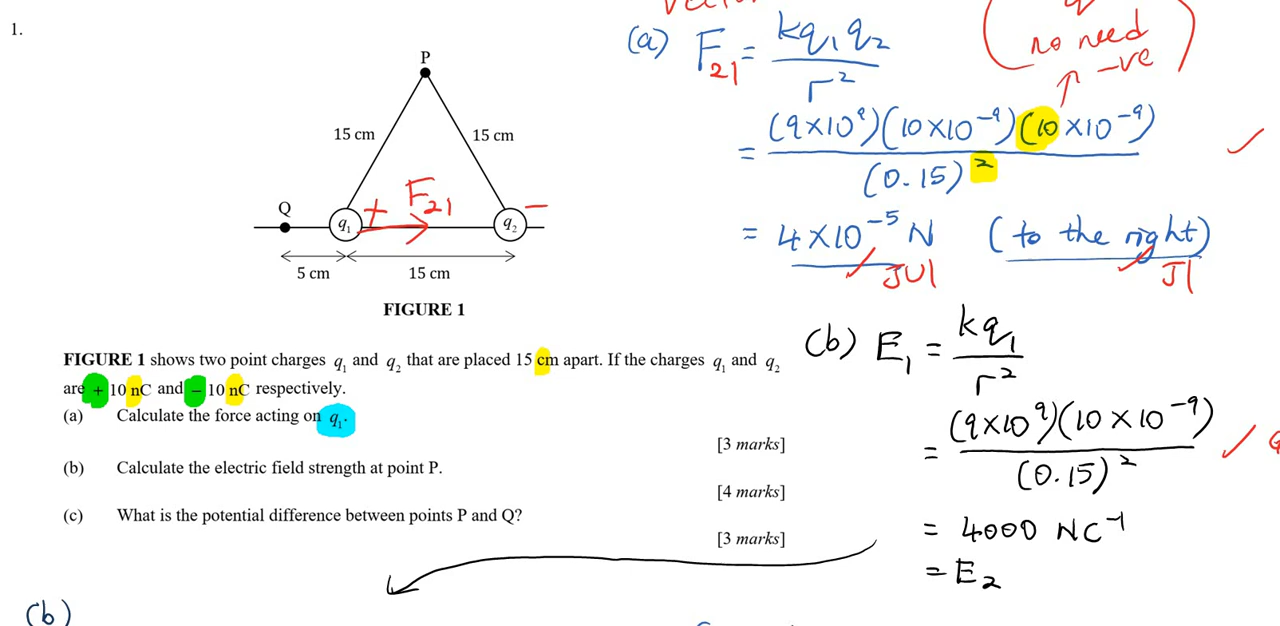 1.
P
15 cm
15 cm
Q
q₁
+
F₂₁
q₂
−
5 cm
15 cm
FIGURE 1
FIGURE 1 shows two point charges q₁ and q₂ that are placed 15 cm apart. If the charges q₁ and q₂
are + 10 nC and − 10 nC respectively.
(a) Calculate the force acting on q₁.
[3 marks]
(b) Calculate the electric field strength at point P.
[4 marks]
(c) What is the potential difference between points P and Q?
[3 marks]
(b)
(a) F₂₁ = kq₁q₂ / r²
no need
-ve
= (9×10⁹)(10×10⁻⁹)(10×10⁻⁹) / (0.15)²
= 4×10⁻⁵ N (to the right)
JU1
J1
(b) E₁ = kq₁ / r²
= (9×10⁹)(10×10⁻⁹) / (0.15)²
= 4000 NC⁻¹
= E₂